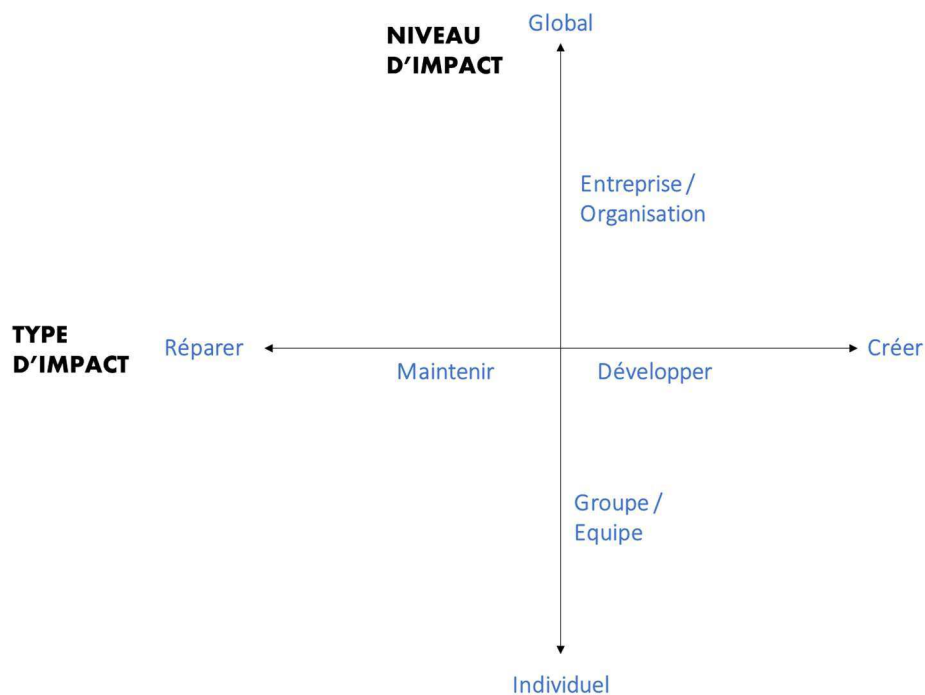 Global
NIVEAU
D'IMPACT
Entreprise /
Organisation
TYPE
D'IMPACT
Réparer
Créer
Maintenir
Développer
Groupe /
Equipe
Individuel